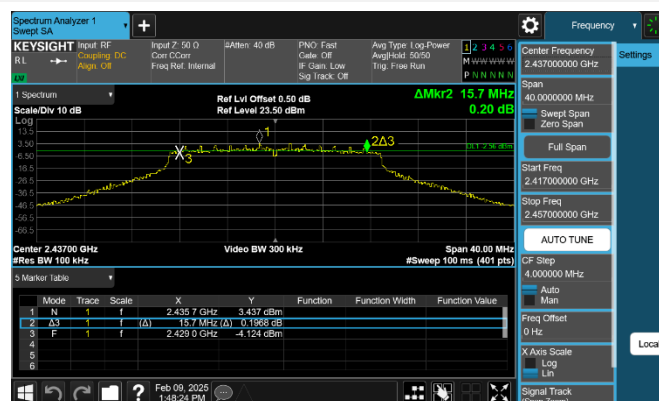 Spectrum Analyzer 1
Swept SA
+
Frequency
KEYSIGHT
RL
Input: RF
Coupling: DC
Align: Off
Input Z: 50 Ω
Corr CCorr
Freq Ref: Internal
#Atten: 40 dB
PNO: Fast
Gate: Off
IF Gain: Low
Sig Track: Off
Avg Type: Log-Power
Avg|Hold: 50/50
Trig: Free Run
1 2 3 4 5 6
M W W W W W
P N N N N N
1 Spectrum
Scale/Div 10 dB
Ref Lvl Offset 0.50 dB
Ref Level 23.50 dBm
ΔMkr2 15.7 MHz
0.20 dB
Log
13.5
3.50
6.50
-16.5
-26.5
-36.5
-46.5
-56.5
-66.5
1
2Δ3
3
Center 2.43700 GHz
#Res BW 100 kHz
Video BW 300 kHz
Span 40.00 MHz
#Sweep 100 ms (401 pts)
5 Marker Table
Mode Trace Scale X Y Function Function Width Function Value
1 N 1 f 2.435 7 GHz 3.437 dBm
2 Δ3 1 f (Δ) 15.7 MHz (Δ) 0.1968 dB
3 F 1 f 2.429 0 GHz -4.124 dBm
4
5
6
Feb 09, 2025
1:48:24 PM
Center Frequency
2.437000000 GHz
Span
40.0000000 MHz
Swept Span
Zero Span
Full Span
Start Freq
2.417000000 GHz
Stop Freq
2.457000000 GHz
AUTO TUNE
CF Step
4.000000 MHz
Auto
Man
Freq Offset
0 Hz
X Axis Scale
Log
Lin
Signal Track
(Span Zoom)
Settings
Local